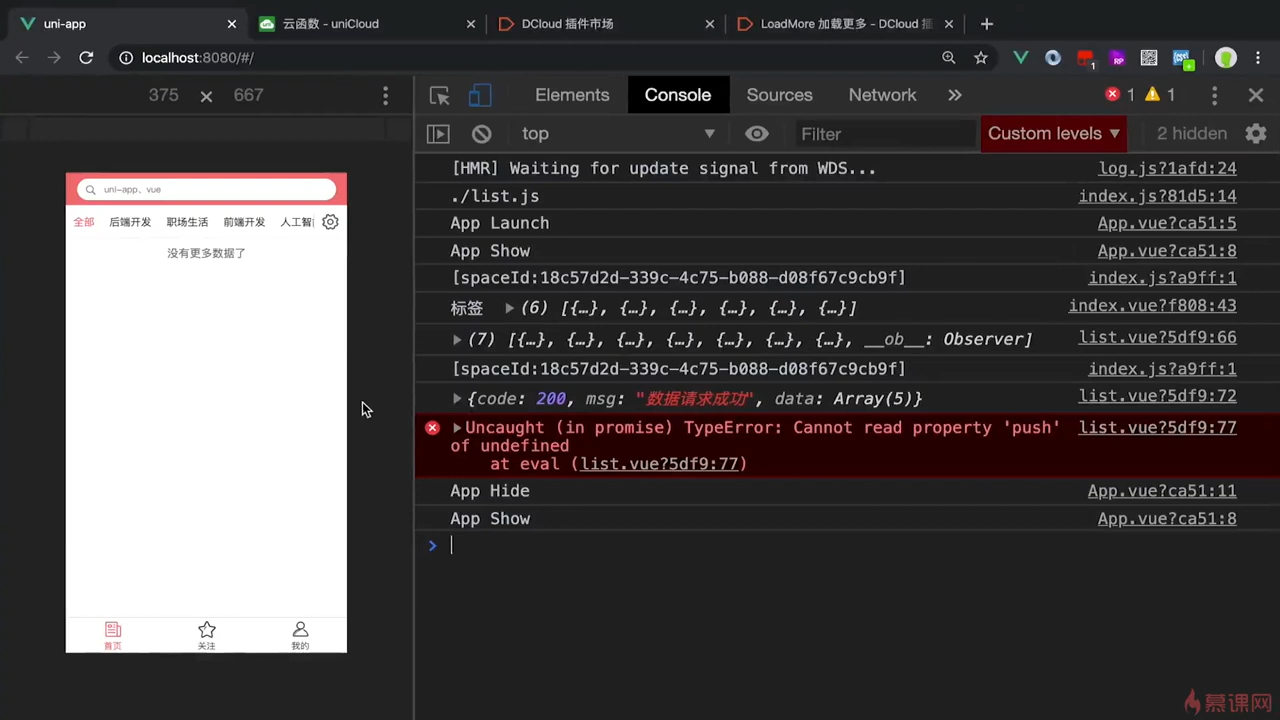 uni-app
云函数 - uniCloud
DCloud 插件市场
LoadMore 加载更多 - DCloud 插
localhost:8080/#/
1
375 × 667
Elements
Console
Sources
Network
1
1
top
Filter
Custom levels
2 hidden
[HMR] Waiting for update signal from WDS...
log.js?1afd:24
./list.js
index.js?81d5:14
App Launch
App.vue?ca51:5
App Show
App.vue?ca51:8
[spaceId:18c57d2d-339c-4c75-b088-d08f67c9cb9f]
index.js?a9ff:1
标签 (6) [{…}, {…}, {…}, {…}, {…}, {…}]
index.vue?f808:43
(7) [{…}, {…}, {…}, {…}, {…}, {…}, {…}, __ob__: Observer]
list.vue?5df9:66
[spaceId:18c57d2d-339c-4c75-b088-d08f67c9cb9f]
index.js?a9ff:1
{code: 200, msg: "数据请求成功", data: Array(5)}
list.vue?5df9:72
Uncaught (in promise) TypeError: Cannot read property 'push'
list.vue?5df9:77
of undefined
at eval (list.vue?5df9:77)
App Hide
App.vue?ca51:11
App Show
App.vue?ca51:8
uni-app、vue
全部 后端开发 职场生活 前端开发 人工智
没有更多数据了
首页 关注 我的
慕课网